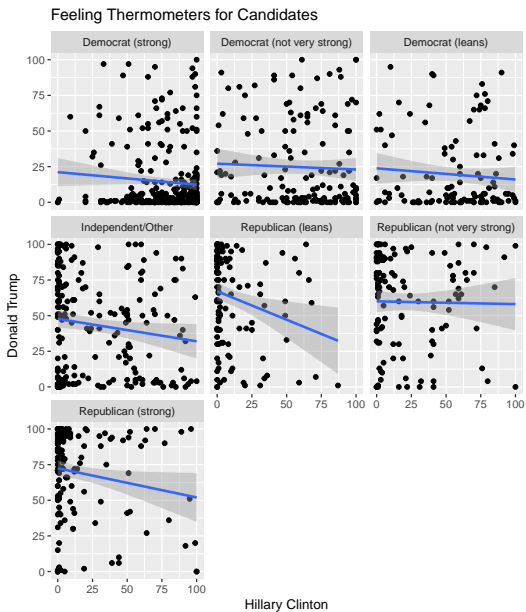 Feeling Thermometers for Candidates
Democrat (strong)
Democrat (not very strong)
Democrat (leans)
100
75
50
25
0
Independent/Other
Republican (leans)
Republican (not very strong)
100
75
50
25
0
0 25 50 75 100
0 25 50 75 100
Republican (strong)
100
75
50
25
0
0 25 50 75 100
Donald Trump
Hillary Clinton